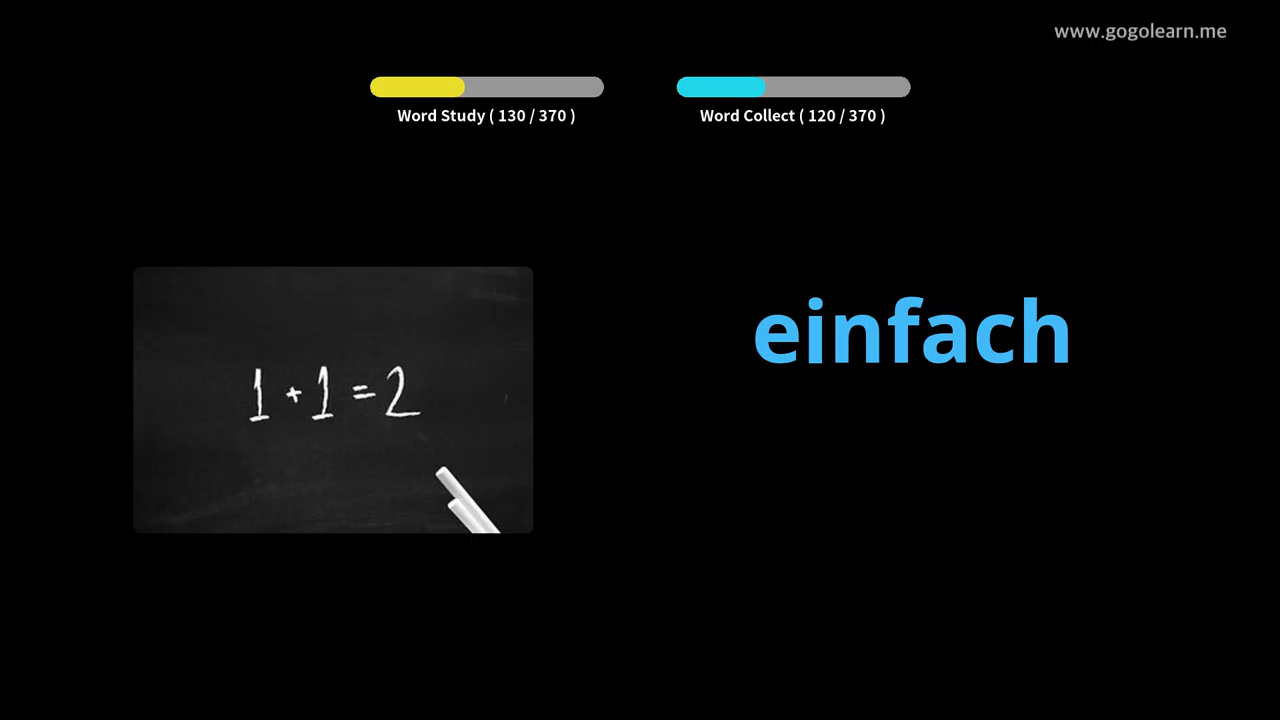 www.gogolearn.me
Word Study ( 130 / 370 )
Word Collect ( 120 / 370 )
einfach
1 + 1 = 2